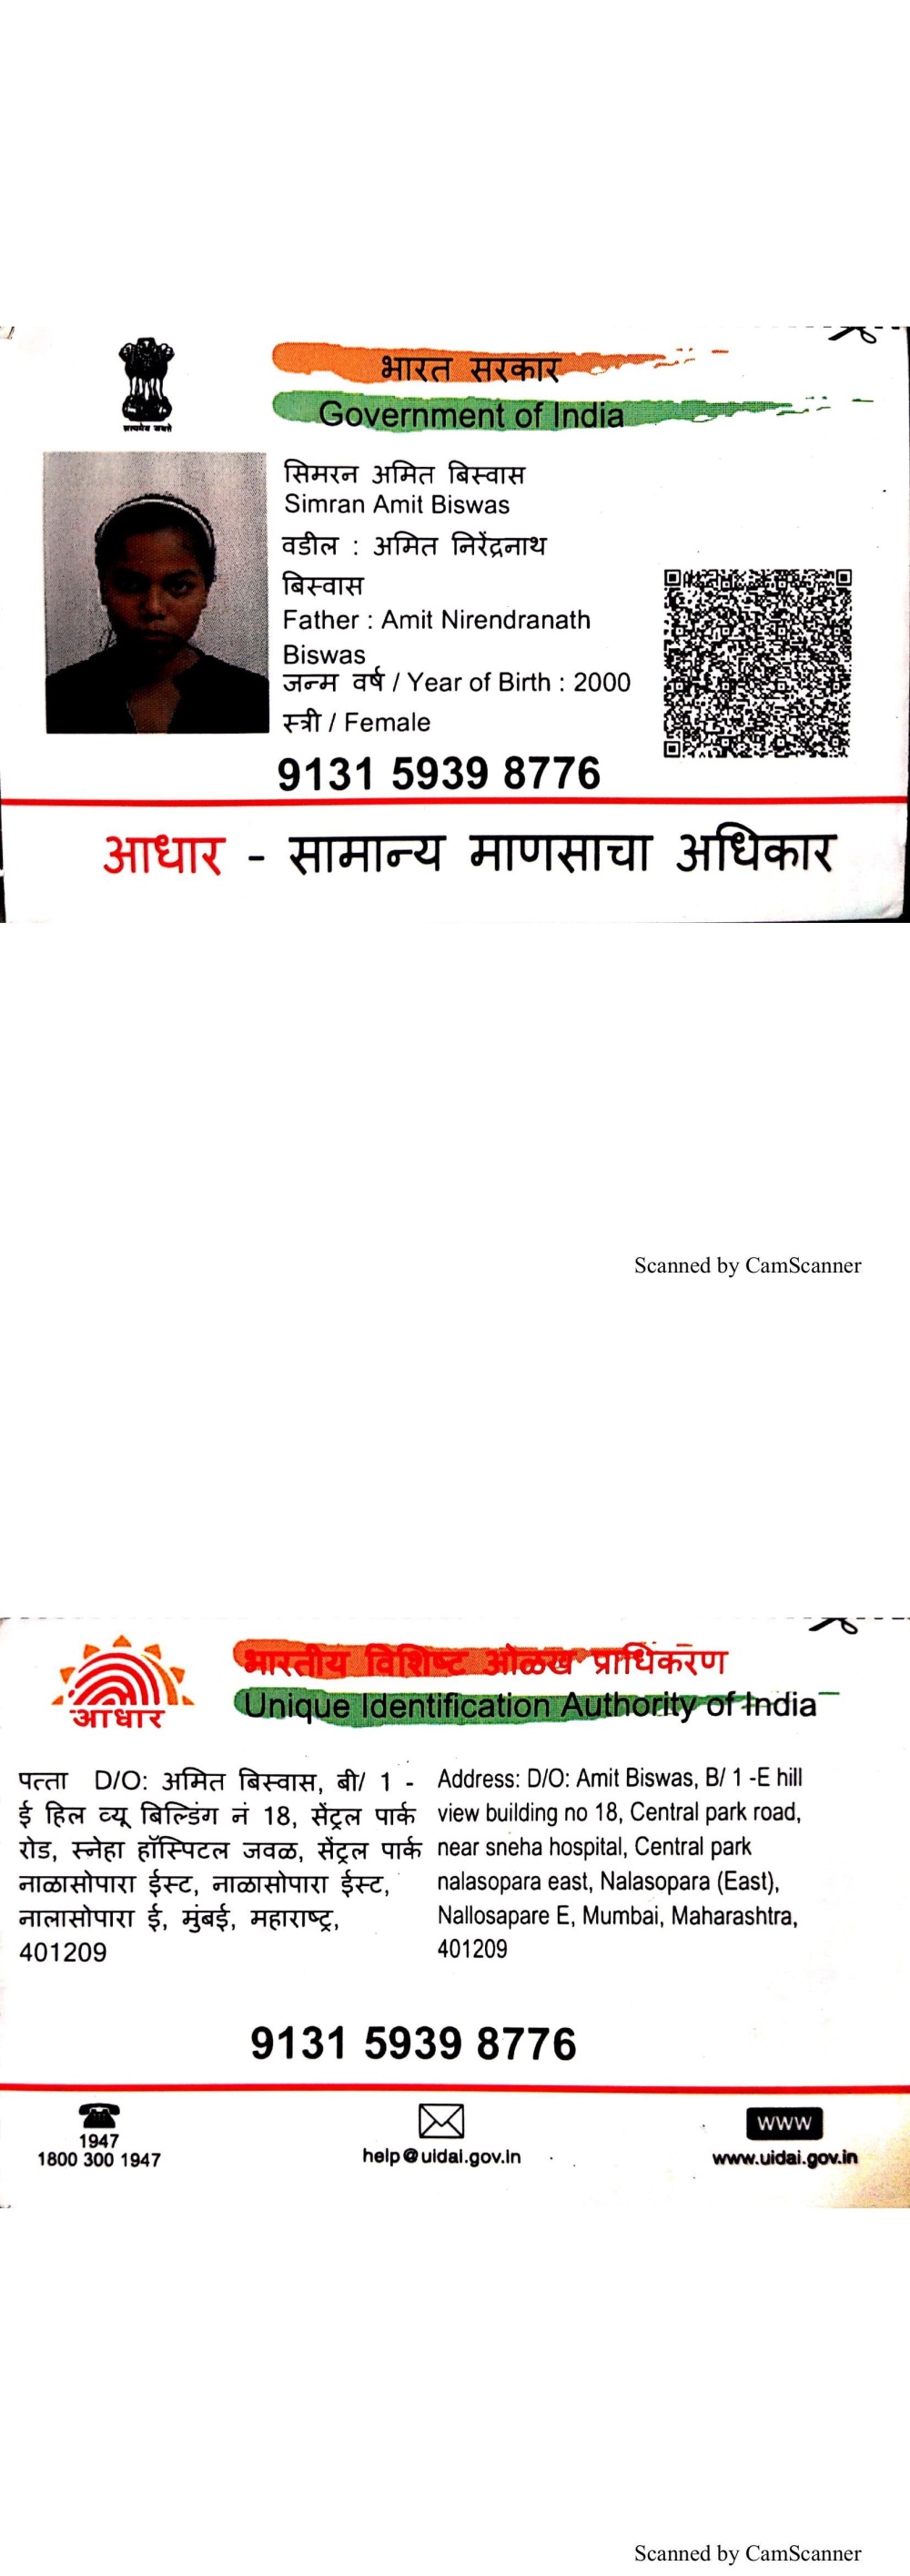 भारत सरकार
Government of India
सत्यमेव जयते
सिमरन अमित बिस्वास
Simran Amit Biswas
वडील : अमित निरेंद्रनाथ
बिस्वास
Father : Amit Nirendranath
Biswas
जन्म वर्ष / Year of Birth : 2000
स्त्री / Female
9131 5939 8776
आधार - सामान्य माणसाचा अधिकार
Scanned by CamScanner
भारतीय विशिष्ट ओळख प्राधिकरण
Unique Identification Authority of India
आधार
पत्ता D/O: अमित बिस्वास, बी/ 1 -
ई हिल व्यू बिल्डिंग नं 18, सेंट्रल पार्क
रोड, स्नेहा हॉस्पिटल जवळ, सेंट्रल पार्क
नाळासोपारा ईस्ट, नाळासोपारा ईस्ट,
नालासोपारा ई, मुंबई, महाराष्ट्र,
401209
Address: D/O: Amit Biswas, B/ 1 -E hill
view building no 18, Central park road,
near sneha hospital, Central park
nalasopara east, Nalasopara (East),
Nallosapare E, Mumbai, Maharashtra,
401209
9131 5939 8776
1947
1800 300 1947
help@uidai.gov.in
www
www.uidai.gov.in
Scanned by CamScanner